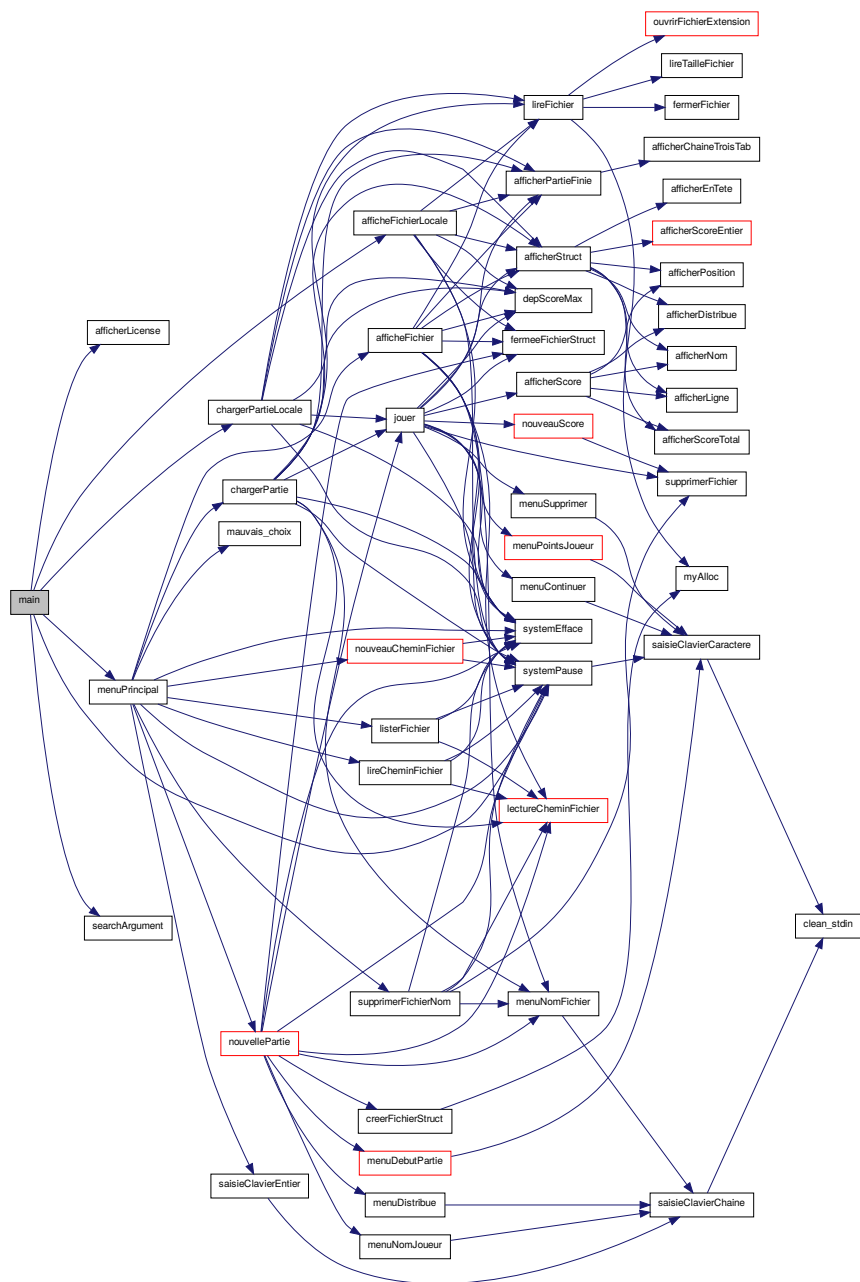 ouvrirFichierExtension
lireTailleFichier
lireFichier
fermerFichier
afficherChaineTroisTab
afficherPartieFinie
afficherEnTete
afficheFichierLocale
afficherScoreEntier
afficherStruct
afficherPosition
depScoreMax
afficherDistribue
afficherLicense
afficheFichier
fermeeFichierStruct
afficherNom
afficherScore
afficherLigne
chargerPartieLocale
jouer
nouveauScore
afficherScoreTotal
supprimerFichier
chargerPartie
menuSupprimer
mauvais_choix
menuPointsJoueur
myAlloc
main
menuContinuer
systemEfface
saisieClavierCaractere
nouveauCheminFichier
systemPause
menuPrincipal
listerFichier
lireCheminFichier
lectureCheminFichier
searchArgument
clean_stdin
supprimerFichierNom
menuNomFichier
nouvellePartie
creerFichierStruct
menuDebutPartie
saisieClavierEntier
menuDistribue
saisieClavierChaine
menuNomJoueur